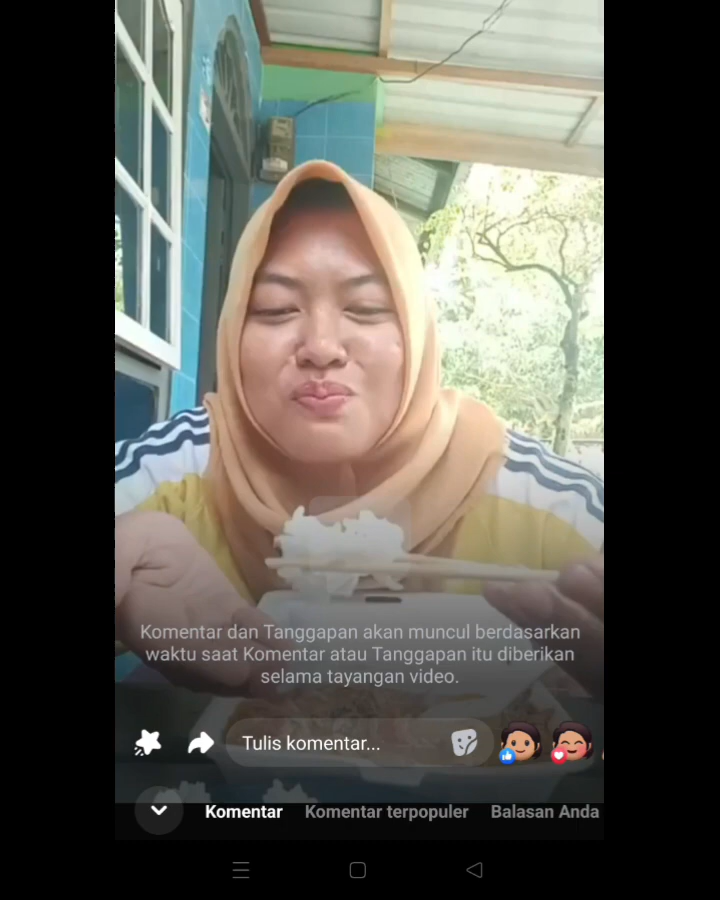 Komentar dan Tanggapan akan muncul berdasarkan
waktu saat Komentar atau Tanggapan itu diberikan
selama tayangan video.
Tulis komentar...
Komentar Komentar terpopuler Balasan Anda